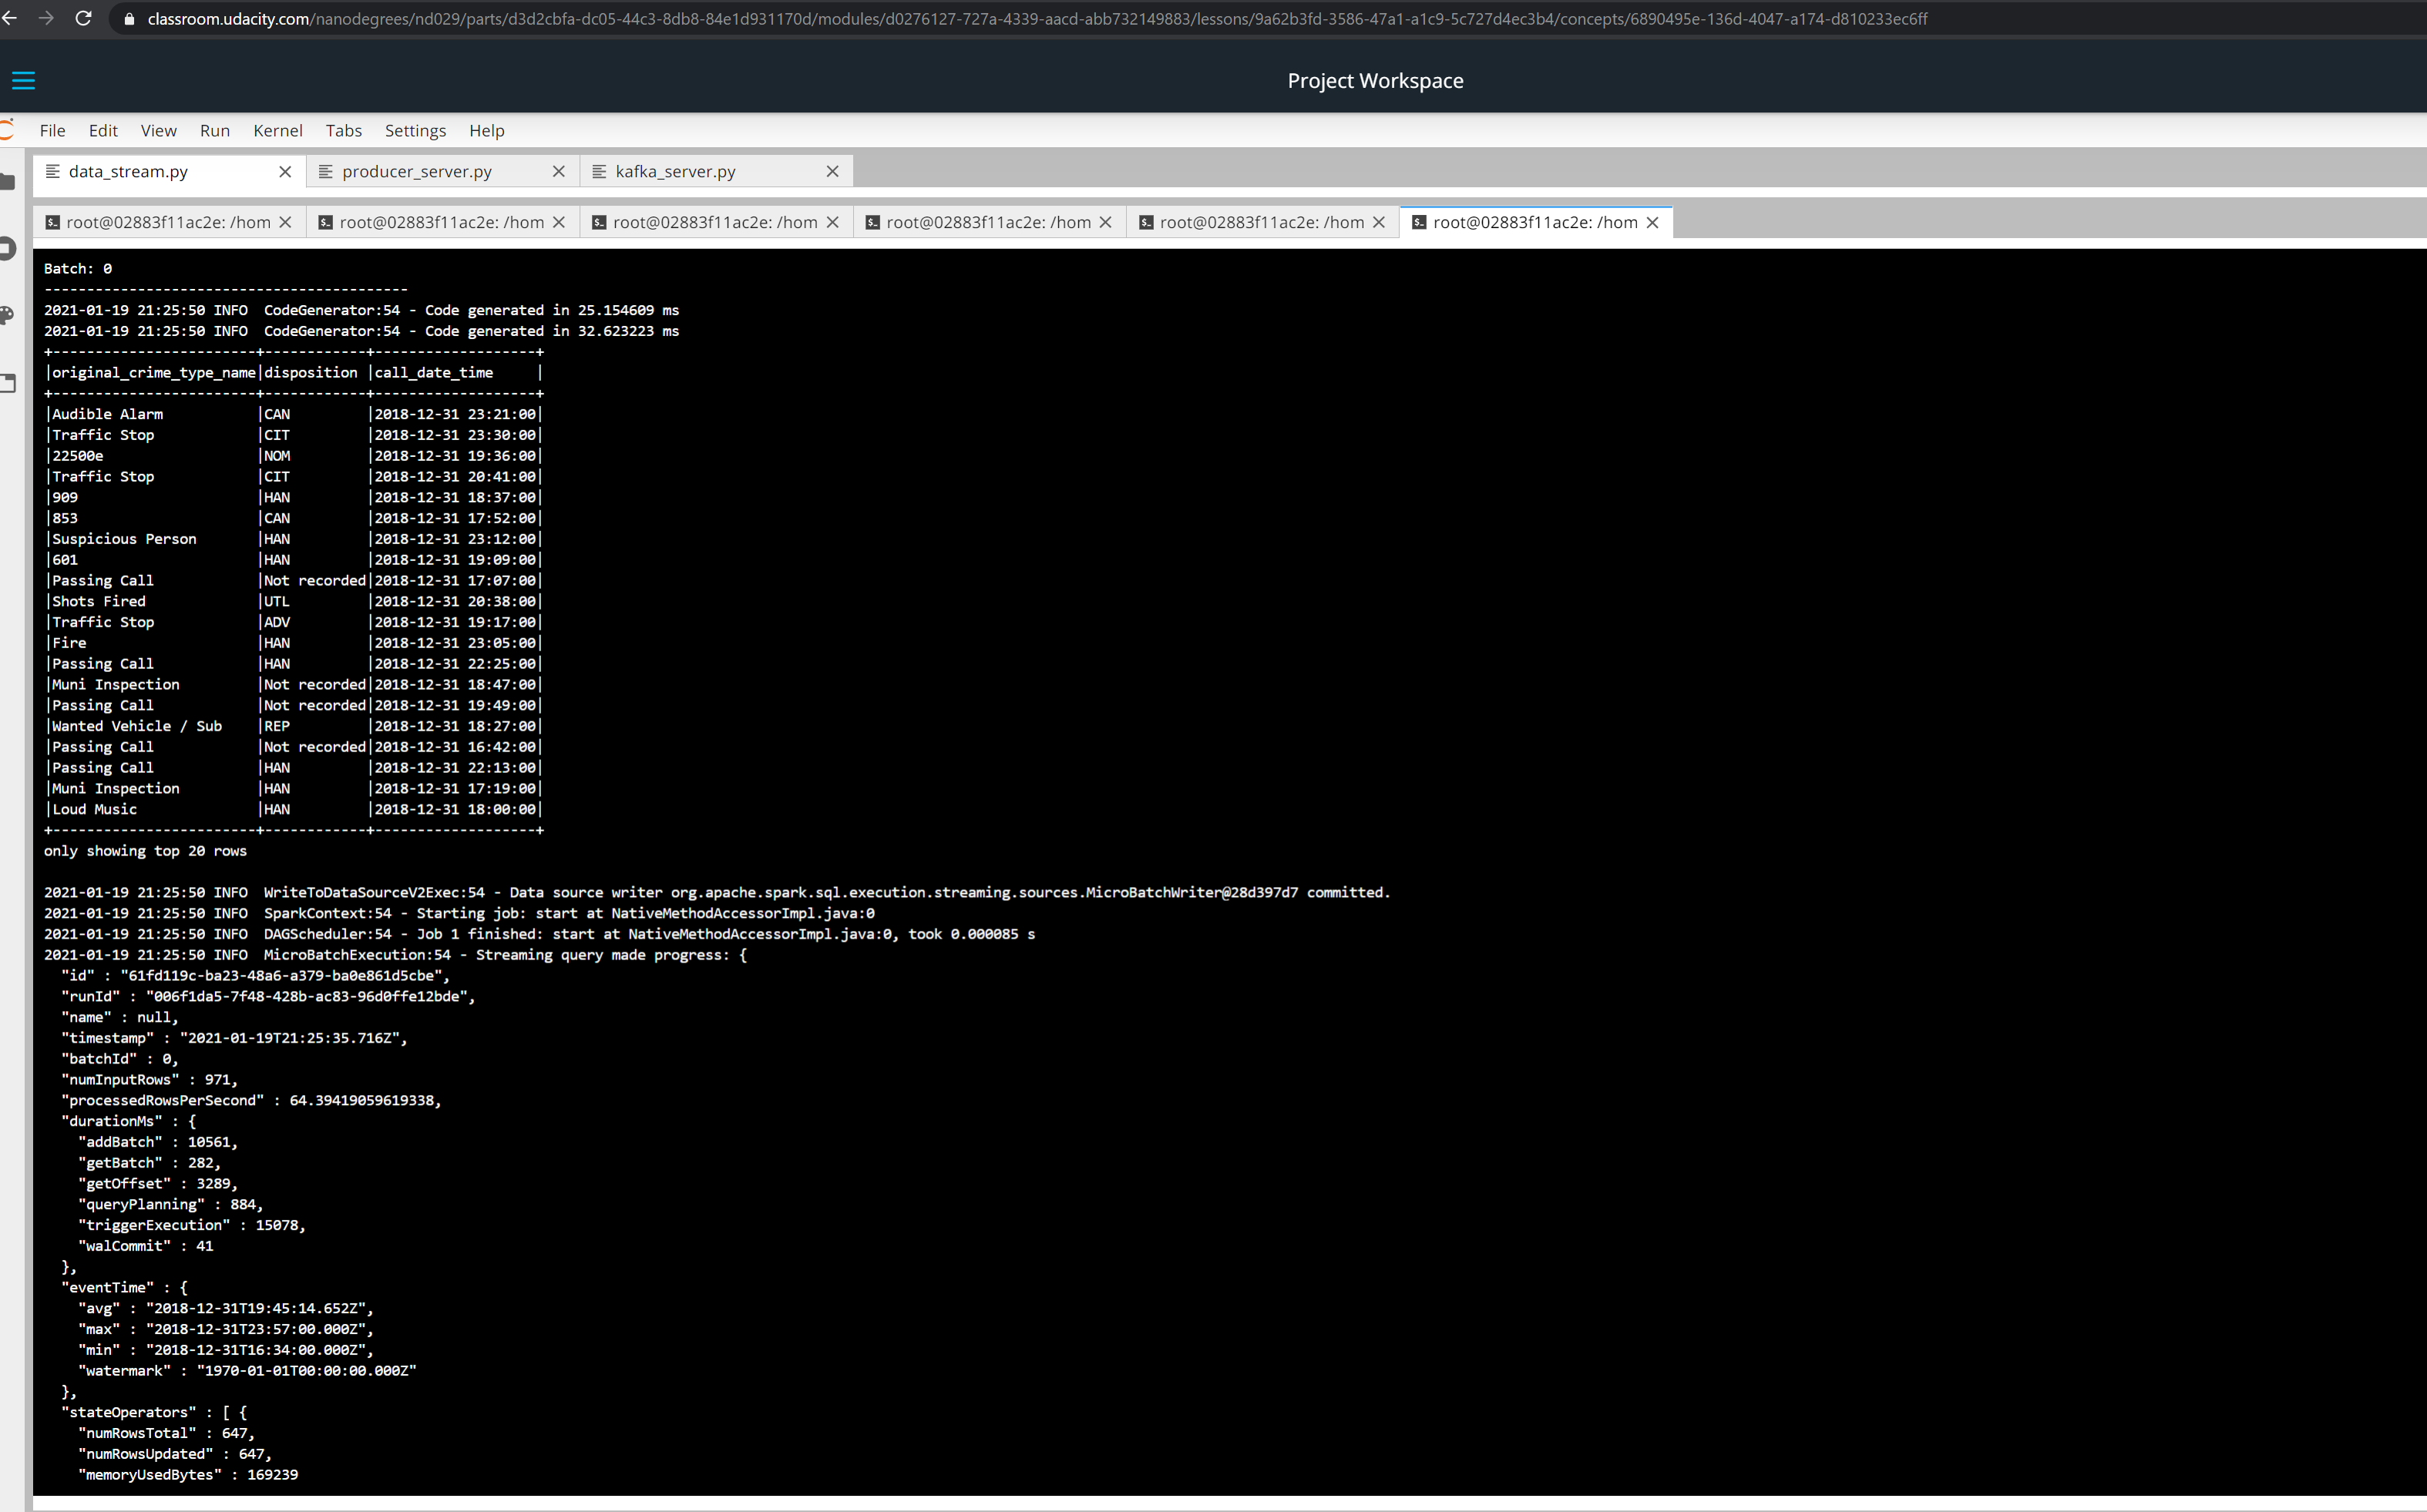 classroom.udacity.com/nanodegrees/nd029/parts/d3d2cbfa-dc05-44c3-8db8-84e1d931170d/modules/d0276127-727a-4339-aacd-abb732149883/lessons/9a62b3fd-3586-47a1-a1c9-5c727d4ec3b4/concepts/6890495e-136d-4047-a174-d810233ec6ff
Project Workspace
File Edit View Run Kernel Tabs Settings Help
data_stream.py producer_server.py kafka_server.py
root@02883f11ac2e: /hom root@02883f11ac2e: /hom root@02883f11ac2e: /hom root@02883f11ac2e: /hom root@02883f11ac2e: /hom root@02883f11ac2e: /hom
Batch: 0
-------------------------------------------
2021-01-19 21:25:50 INFO  CodeGenerator:54 - Code generated in 25.154609 ms
2021-01-19 21:25:50 INFO  CodeGenerator:54 - Code generated in 32.623223 ms
+------------------------+------------+-------------------+
|original_crime_type_name|disposition |call_date_time     |
+------------------------+------------+-------------------+
|Audible Alarm           |CAN         |2018-12-31 23:21:00|
|Traffic Stop            |CIT         |2018-12-31 23:30:00|
|22500e                  |NOM         |2018-12-31 19:36:00|
|Traffic Stop            |CIT         |2018-12-31 20:41:00|
|909                     |HAN         |2018-12-31 18:37:00|
|853                     |CAN         |2018-12-31 17:52:00|
|Suspicious Person       |HAN         |2018-12-31 23:12:00|
|601                     |HAN         |2018-12-31 19:09:00|
|Passing Call            |Not recorded|2018-12-31 17:07:00|
|Shots Fired             |UTL         |2018-12-31 20:38:00|
|Traffic Stop            |ADV         |2018-12-31 19:17:00|
|Fire                    |HAN         |2018-12-31 23:05:00|
|Passing Call            |HAN         |2018-12-31 22:25:00|
|Muni Inspection         |Not recorded|2018-12-31 18:47:00|
|Passing Call            |Not recorded|2018-12-31 19:49:00|
|Wanted Vehicle / Sub    |REP         |2018-12-31 18:27:00|
|Passing Call            |Not recorded|2018-12-31 16:42:00|
|Passing Call            |HAN         |2018-12-31 22:13:00|
|Muni Inspection         |HAN         |2018-12-31 17:19:00|
|Loud Music              |HAN         |2018-12-31 18:00:00|
+------------------------+------------+-------------------+
only showing top 20 rows
2021-01-19 21:25:50 INFO  WriteToDataSourceV2Exec:54 - Data source writer org.apache.spark.sql.execution.streaming.sources.MicroBatchWriter@28d397d7 committed.
2021-01-19 21:25:50 INFO  SparkContext:54 - Starting job: start at NativeMethodAccessorImpl.java:0
2021-01-19 21:25:50 INFO  DAGScheduler:54 - Job 1 finished: start at NativeMethodAccessorImpl.java:0, took 0.000085 s
2021-01-19 21:25:50 INFO  MicroBatchExecution:54 - Streaming query made progress: {
  "id" : "61fd119c-ba23-48a6-a379-ba0e861d5cbe",
  "runId" : "006f1da5-7f48-428b-ac83-96d0ffe12bde",
  "name" : null,
  "timestamp" : "2021-01-19T21:25:35.716Z",
  "batchId" : 0,
  "numInputRows" : 971,
  "processedRowsPerSecond" : 64.39419059619338,
  "durationMs" : {
    "addBatch" : 10561,
    "getBatch" : 282,
    "getOffset" : 3289,
    "queryPlanning" : 884,
    "triggerExecution" : 15078,
    "walCommit" : 41
  },
  "eventTime" : {
    "avg" : "2018-12-31T19:45:14.652Z",
    "max" : "2018-12-31T23:57:00.000Z",
    "min" : "2018-12-31T16:34:00.000Z",
    "watermark" : "1970-01-01T00:00:00.000Z"
  },
  "stateOperators" : [ {
    "numRowsTotal" : 647,
    "numRowsUpdated" : 647,
    "memoryUsedBytes" : 169239